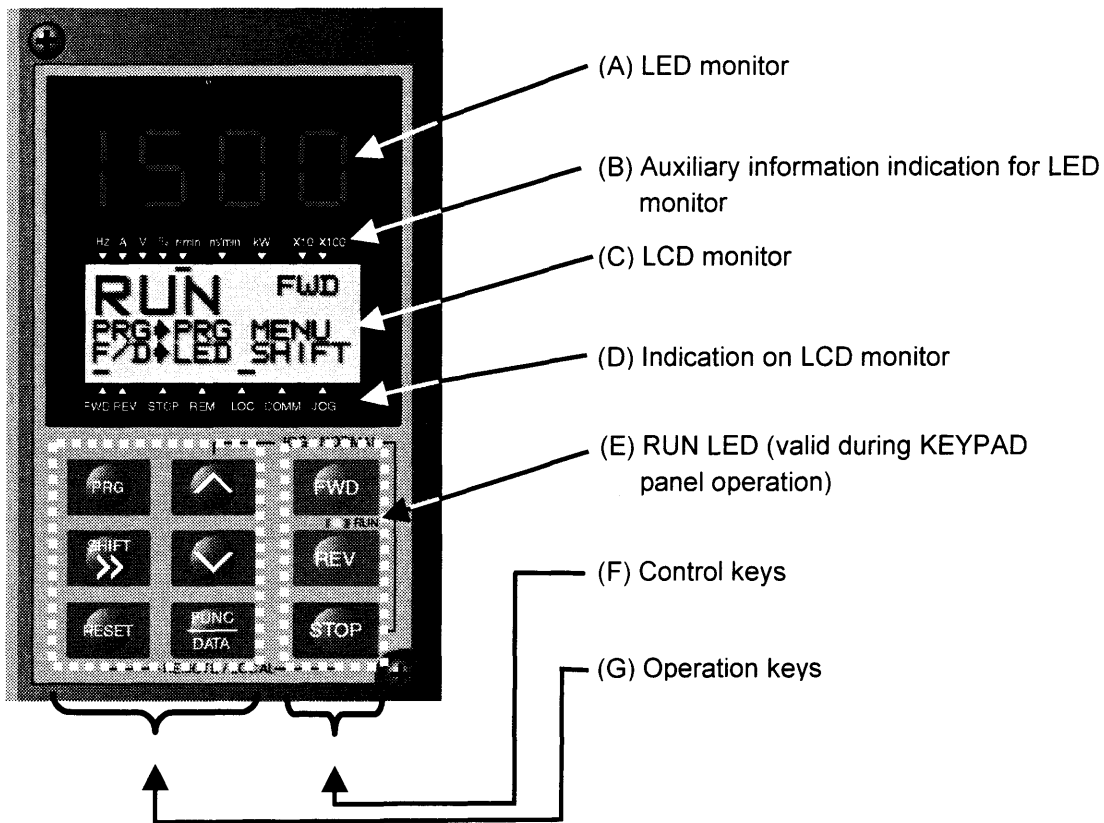 1500
(A) LED monitor
(B) Auxiliary information indication for LED
monitor
Hz A V % r/min m/min kW X10 X100
(C) LCD monitor
RUN FWD
PRG♦PRG MENU
F/D♦LED SHIFT
(D) Indication on LCD monitor
FWD REV STOP REM LOC COMM JOG
(E) RUN LED (valid during KEYPAD
panel operation)
PRG
FWD
RUN
SHIFT
REV
(F) Control keys
RESET
FUNC
DATA
STOP
(G) Operation keys